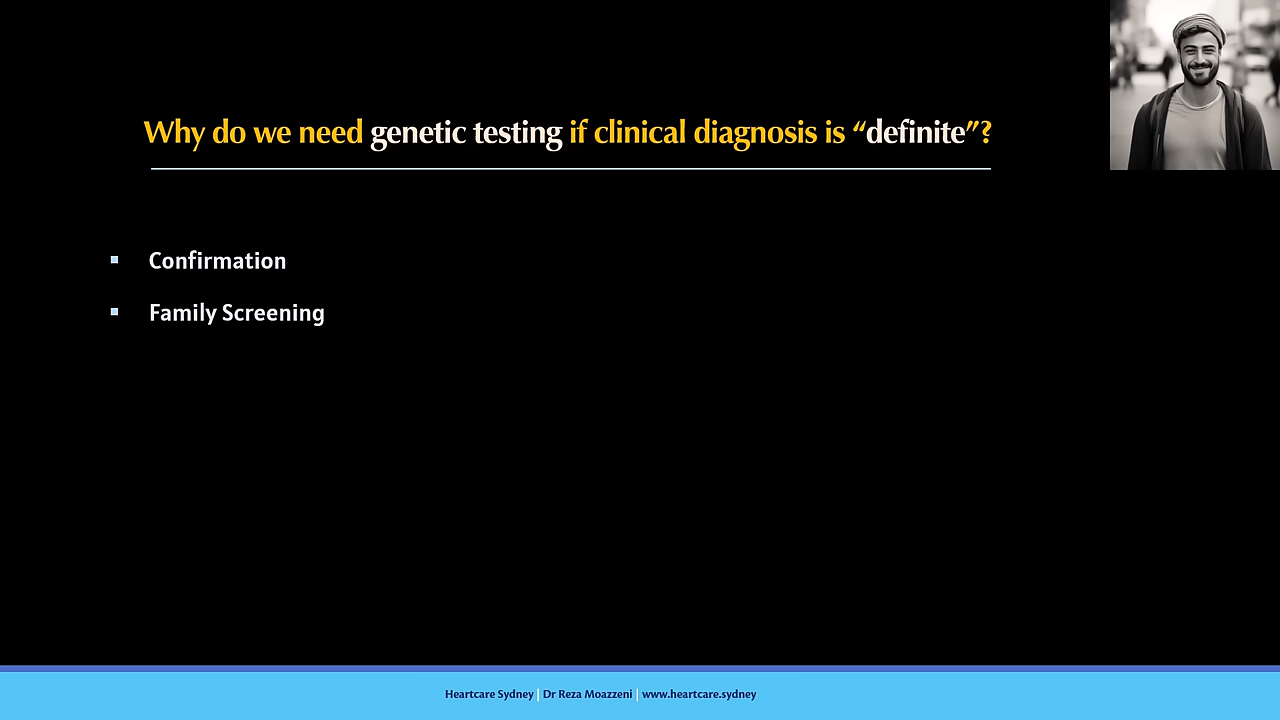 Why do we need genetic testing if clinical diagnosis is “definite”?
Confirmation
Family Screening
Heartcare Sydney | Dr Reza Moazzeni | www.heartcare.sydney